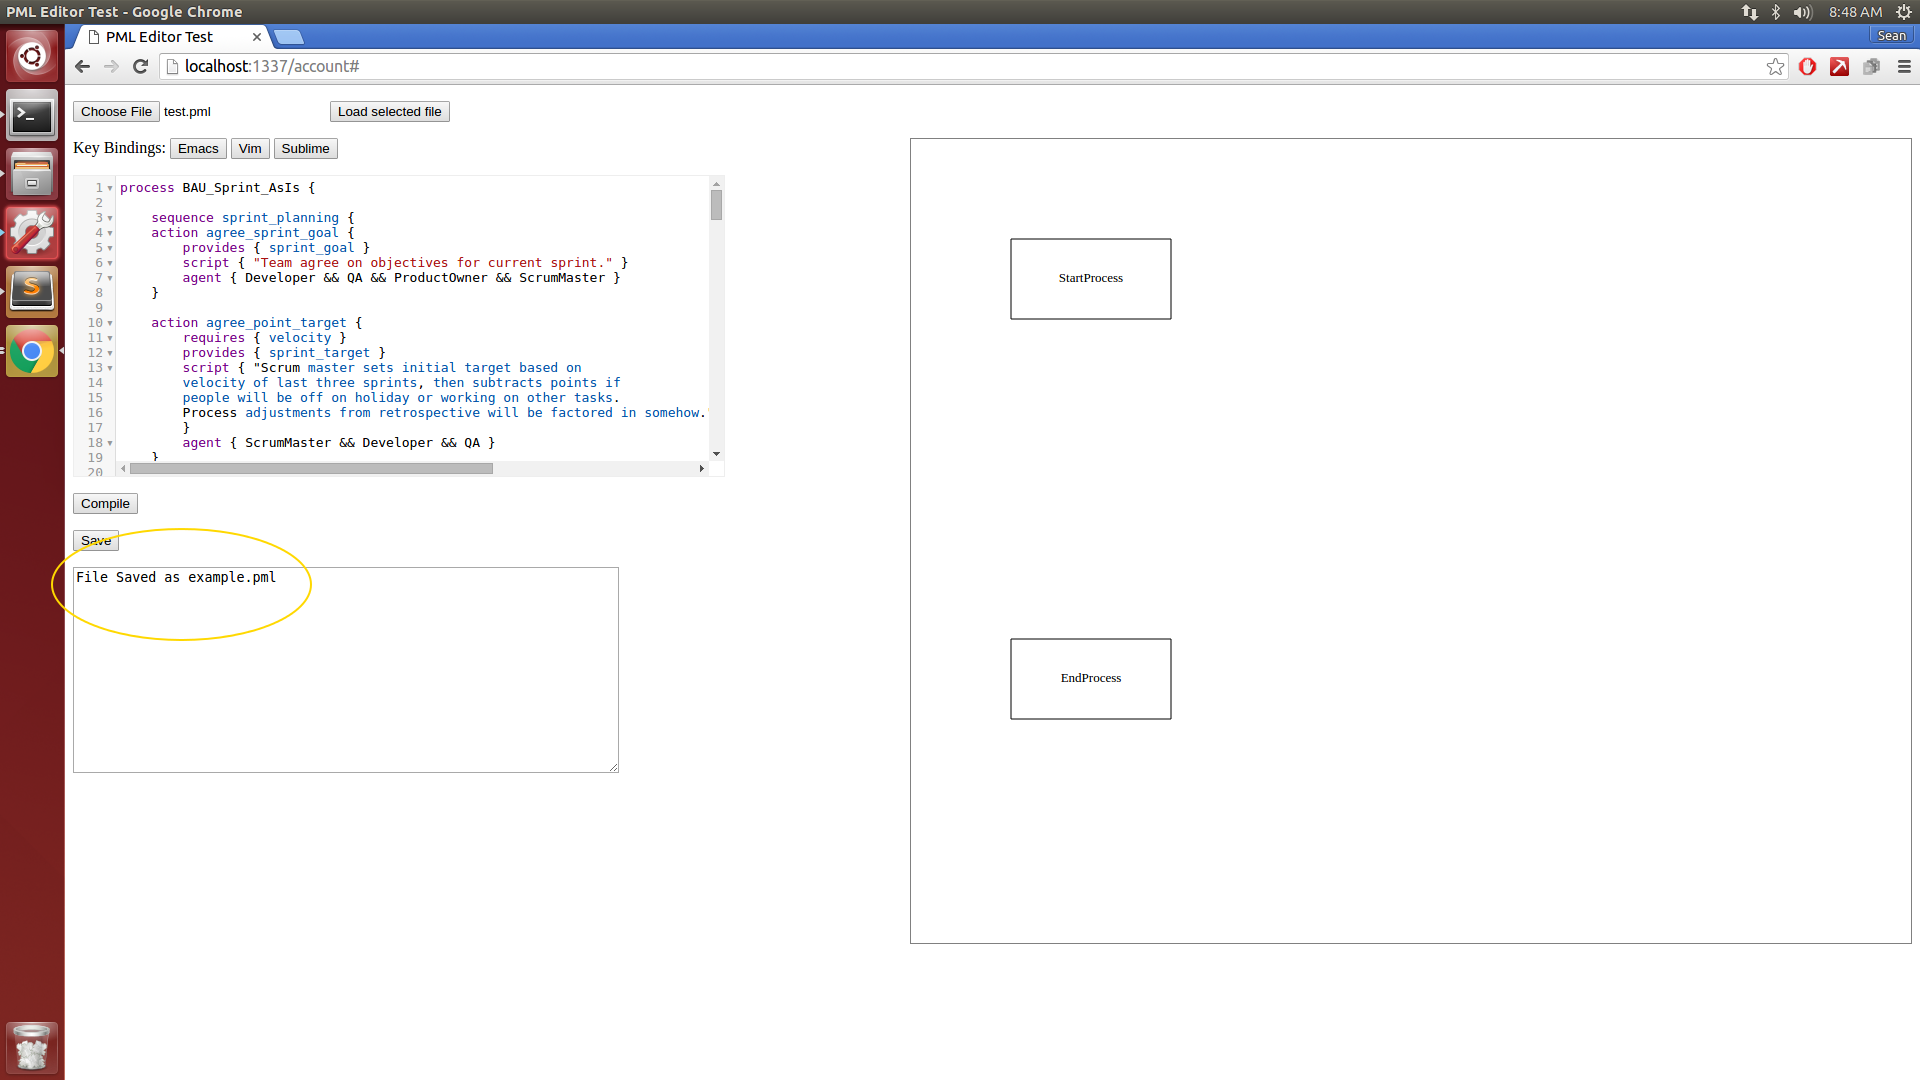 PML Editor Test - Google Chrome
8:48 AM
PML Editor Test
Sean
localhost:1337/account#
Choose File test.pml Load selected file
Key Bindings: Emacs Vim Sublime
1 process BAU_Sprint_AsIs {
2
3 sequence sprint_planning {
4 action agree_sprint_goal {
5 provides { sprint_goal }
6 script { "Team agree on objectives for current sprint." }
7 agent { Developer && QA && ProductOwner && ScrumMaster }
8 }
9
10 action agree_point_target {
11 requires { velocity }
12 provides { sprint_target }
13 script { "Scrum master sets initial target based on
14 velocity of last three sprints, then subtracts points if
15 people will be off on holiday or working on other tasks.
16 Process adjustments from retrospective will be factored in somehow."
17 }
18 agent { ScrumMaster && Developer && QA }
19 }
20
Compile
Save
File Saved as example.pml
StartProcess
EndProcess